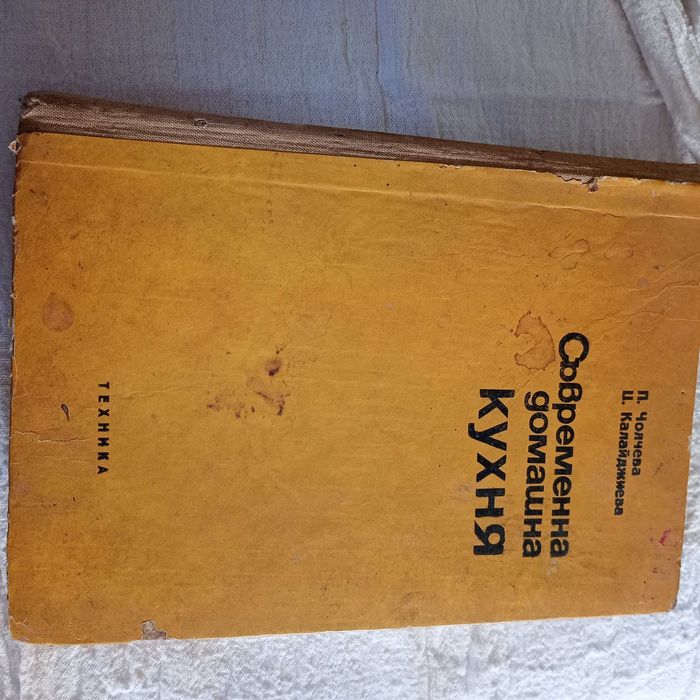 П. Чолчева
Ц. Калайджиева
Съвременна
домашна
кухня
ТЕХНИКА